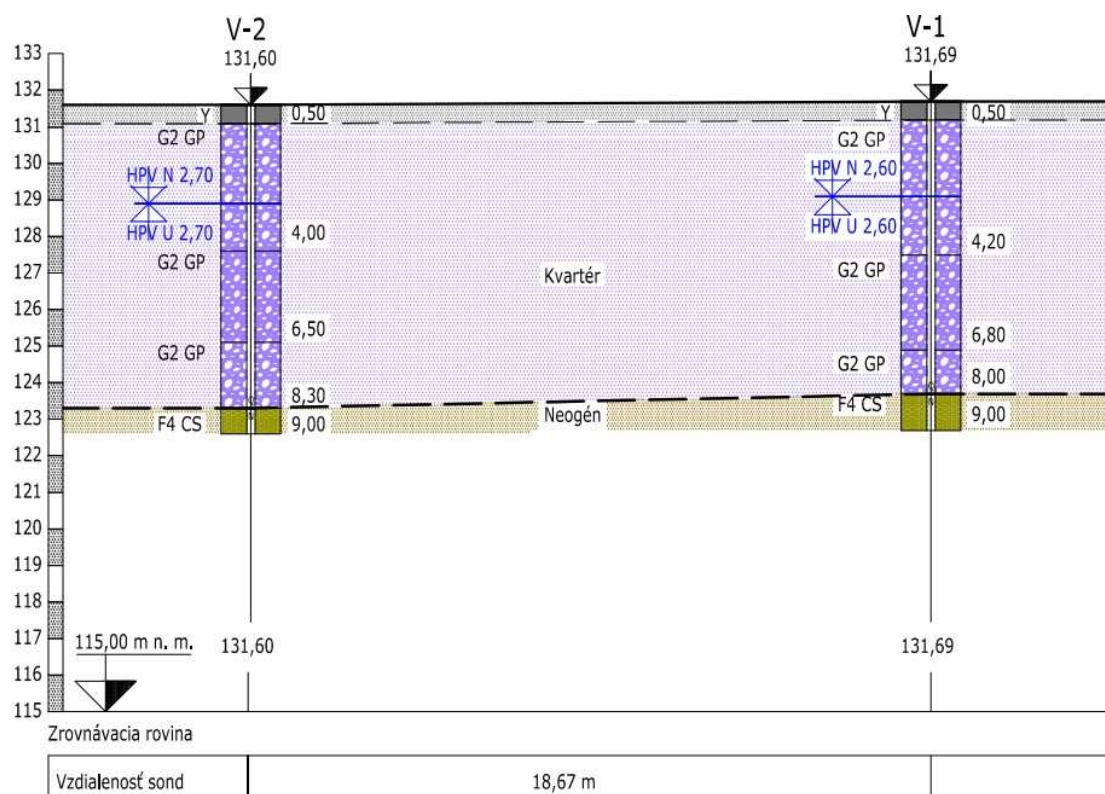 V-2
131,60
V-1
131,69
133
132
131
130
129
128
127
126
125
124
123
122
121
120
119
118
117
116
115
Y
0,50
G2 GP
HPV N 2,70
HPV U 2,70
4,00
G2 GP
6,50
G2 GP
8,30
F4 CS
9,00
Kvartér
Neogén
Y
0,50
G2 GP
HPV N 2,60
HPV U 2,60
4,20
G2 GP
6,80
G2 GP
8,00
F4 CS
9,00
115,00 m n. m.
131,60
131,69
Zrovnávacia rovina
Vzdialenosť sond
18,67 m